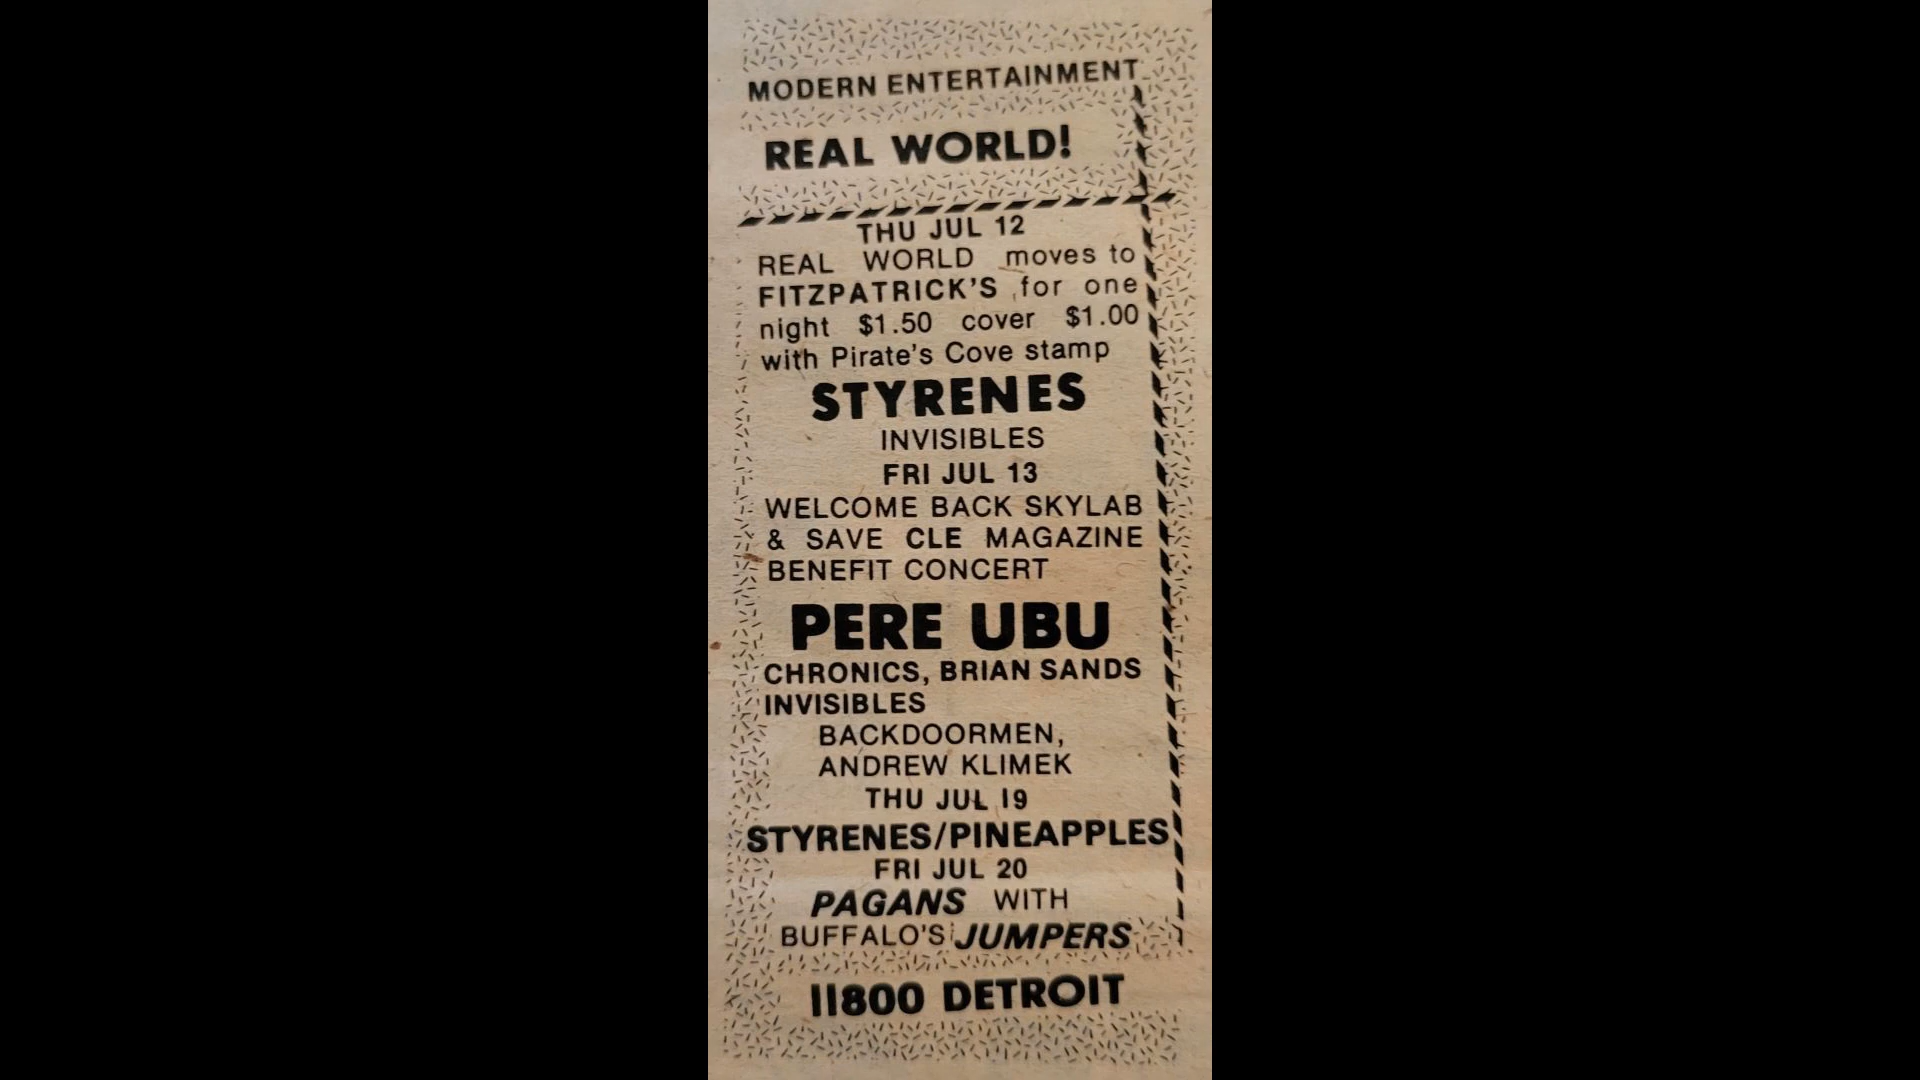 MODERN ENTERTAINMENT
REAL WORLD!
THU JUL 12
REAL WORLD moves to
FITZPATRICK'S for one
night $1.50 cover $1.00
with Pirate's Cove stamp
STYRENES
INVISIBLES
FRI JUL 13
WELCOME BACK SKYLAB
& SAVE CLE MAGAZINE
BENEFIT CONCERT
PERE UBU
CHRONICS, BRIAN SANDS
INVISIBLES
BACKDOORMEN,
ANDREW KLIMEK
THU JUL 19
STYRENES/PINEAPPLES
FRI JUL 20
PAGANS WITH
BUFFALO'S JUMPERS
11800 DETROIT